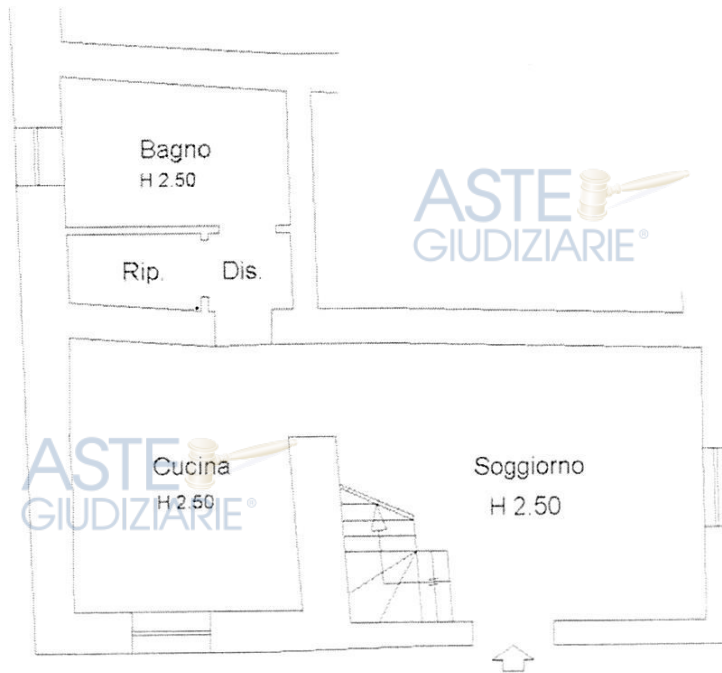 Bagno
H 2.50
ASTE
GIUDIZIARIE®
Rip.
Dis.
Cucina
H 2.50
Soggiorno
H 2.50
ASTE
GIUDIZIARIE®